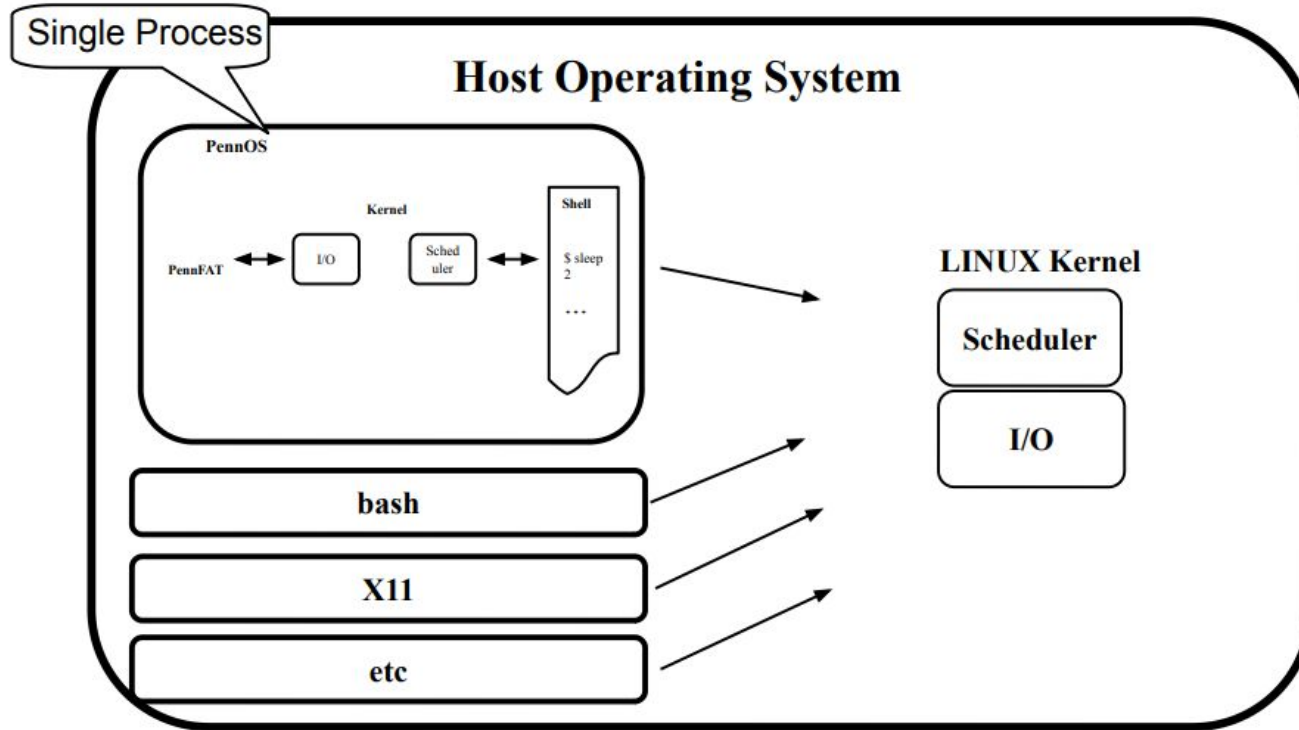 Single Process
Host Operating System
PennOS
Kernel
PennFAT
I/O
Sched
uler
Shell
$ sleep
2
...
LINUX Kernel
Scheduler
I/O
bash
X11
etc